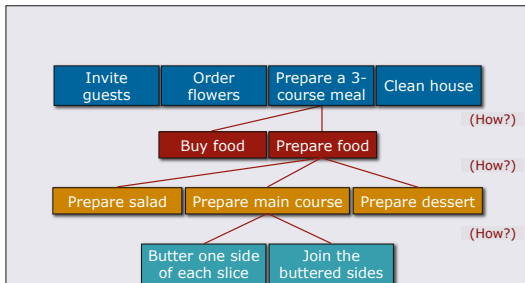 Invite
guests
Order
flowers
Prepare a 3-
course meal
Clean house
(How?)
Buy food
Prepare food
(How?)
Prepare salad
Prepare main course
Prepare dessert
(How?)
Butter one side
of each slice
Join the
buttered sides